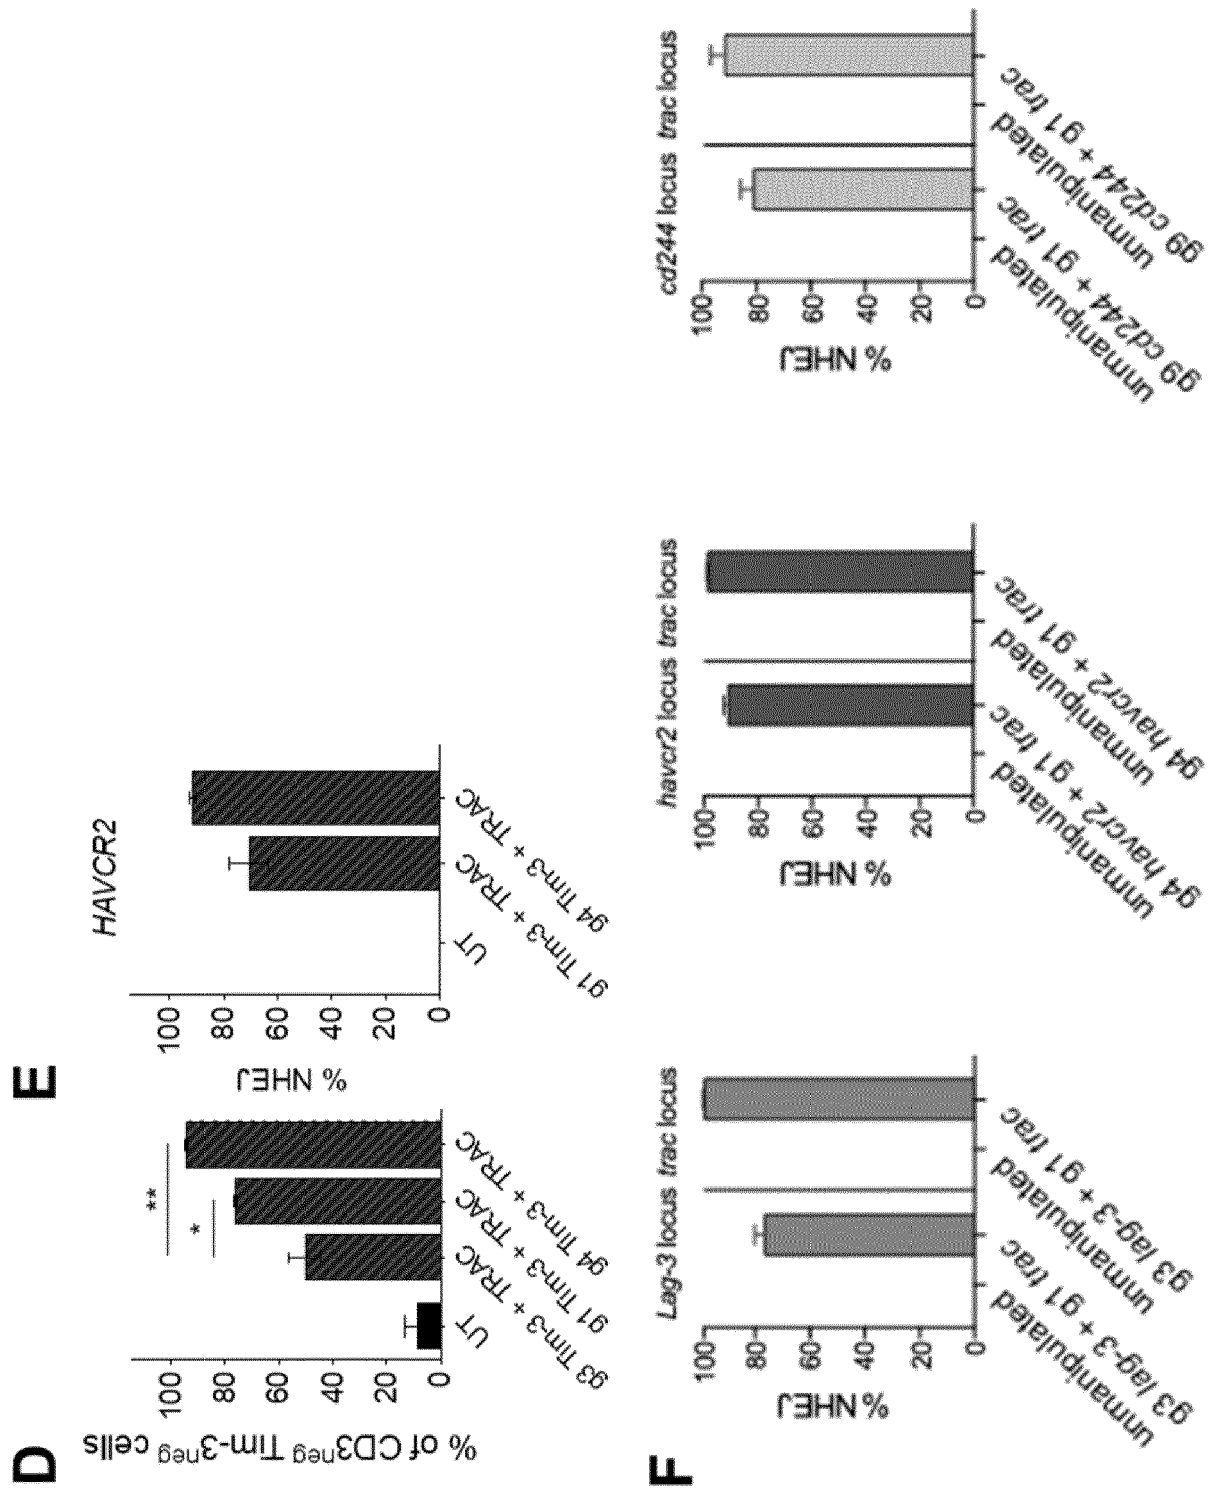 D
% of CD3neg Tim-3neg cells
100
80
60
40
20
0
**
*
UT
g3 Tim-3 + TRAC
g1 Tim-3 + TRAC
g4 Tim-3 + TRAC
E
HAVCR2
% NHEJ
100
80
60
40
20
0
UT
g1 Tim-3 + TRAC
g4 Tim-3 + TRAC
F
Lag-3 locus trac locus
% NHEJ
100
80
60
40
20
0
unmanipulated
g3 lag-3 + g1 trac
unmanipulated
g3 lag-3 + g1 trac
havcr2 locus trac locus
% NHEJ
100
80
60
40
20
0
unmanipulated
g4 havcr2 + g1 trac
unmanipulated
g4 havcr2 + g1 trac
cd244 locus trac locus
% NHEJ
100
80
60
40
20
0
unmanipulated
g9 cd244 + g1 trac
unmanipulated
g9 cd244 + g1 trac